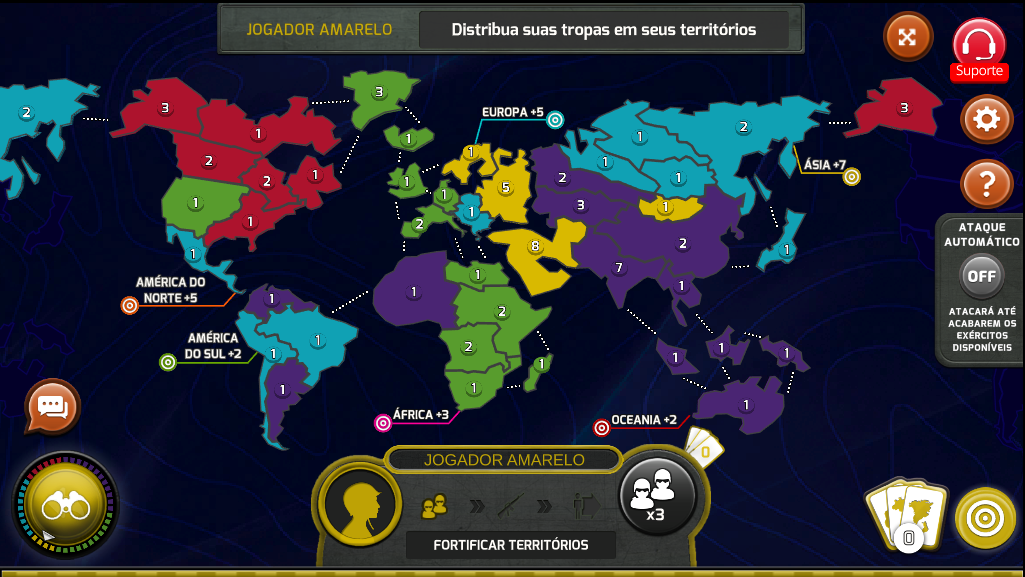 JOGADOR AMARELO
Distribua suas tropas em seus territórios
Suporte
EUROPA +5
ÁSIA +7
ATAQUE
AUTOMÁTICO
OFF
ATACARÁ ATÉ
ACABAREM OS
EXÉRCITOS
DISPONÍVEIS
AMÉRICA DO
NORTE +5
AMÉRICA
DO SUL +2
ÁFRICA +3
OCEANIA +2
2
3
1
2
2
1
1
1
1
3
1
1
1
2
1
1
5
8
2
3
1
1
1
2
1
2
7
1
1
3
1
1
1
1
1
1
2
2
1
1
1
1
1
1
?
JOGADOR AMARELO
0
x3
FORTIFICAR TERRITÓRIOS
0